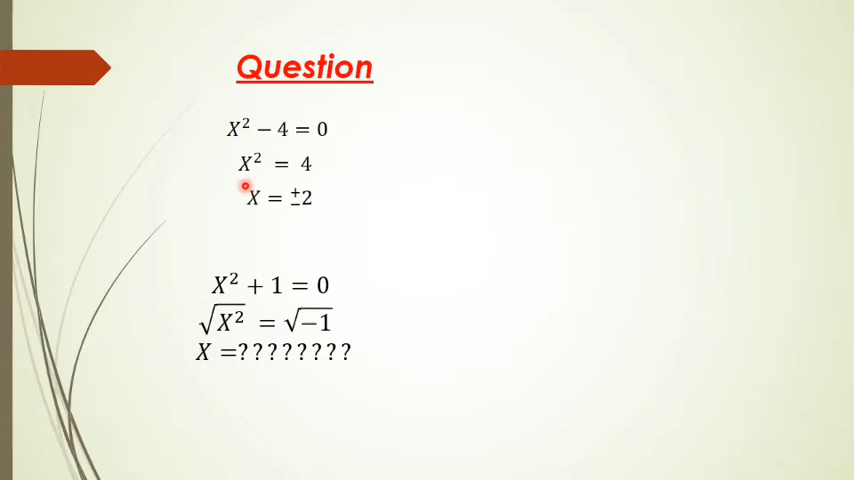 Question
X² − 4 = 0
X² = 4
X = ±2
X² + 1 = 0
√X² = √−1
X =????????